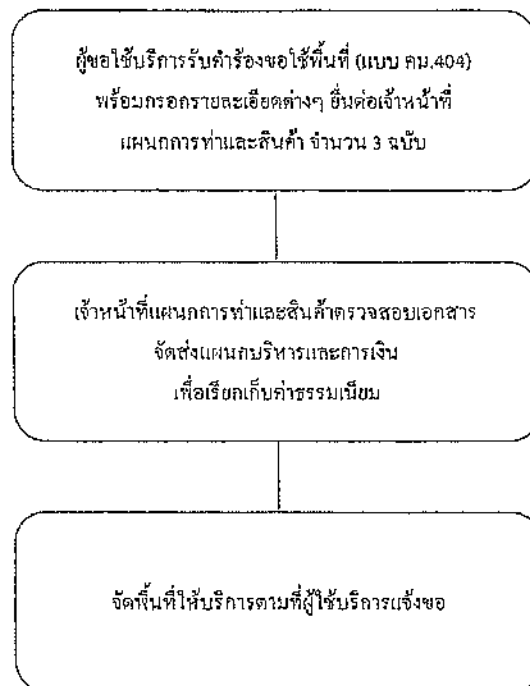 ผู้ขอใช้บริการรับคำร้องขอใช้พื้นที่ (แบบ คม.404)
พร้อมกรอกรายละเอียดต่างๆ ยื่นต่อเจ้าหน้าที่
แผนกการท่าและสินค้า จำนวน 3 ฉบับ
เจ้าหน้าที่แผนกการท่าและสินค้าตรวจสอบเอกสาร
จัดส่งแผนกบริหารและการเงิน
เพื่อเรียกเก็บค่าธรรมเนียม
จัดพื้นที่ให้บริการตามที่ผู้ใช้บริการแจ้งขอ